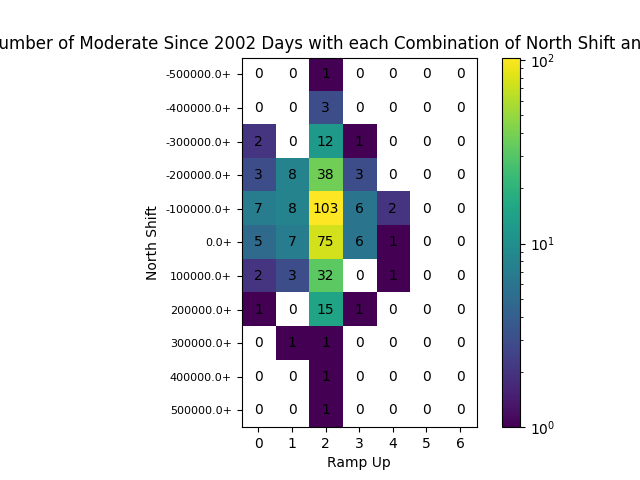 umber of Moderate Since 2002 Days with each Combination of North Shift an
-500000.0+ 0 0 1 0 0 0 0
-400000.0+ 0 0 3 0 0 0 0
-300000.0+ 2 0 12 1 0 0 0
-200000.0+ 3 8 38 3 0 0 0
-100000.0+ 7 8 103 6 2 0 0
0.0+ 5 7 75 6 1 0 0
100000.0+ 2 3 32 0 1 0 0
200000.0+ 1 0 15 1 0 0 0
300000.0+ 0 1 1 0 0 0 0
400000.0+ 0 0 1 0 0 0 0
500000.0+ 0 0 1 0 0 0 0
0 1 2 3 4 5 6
Ramp Up
North Shift
10²
10¹
10⁰